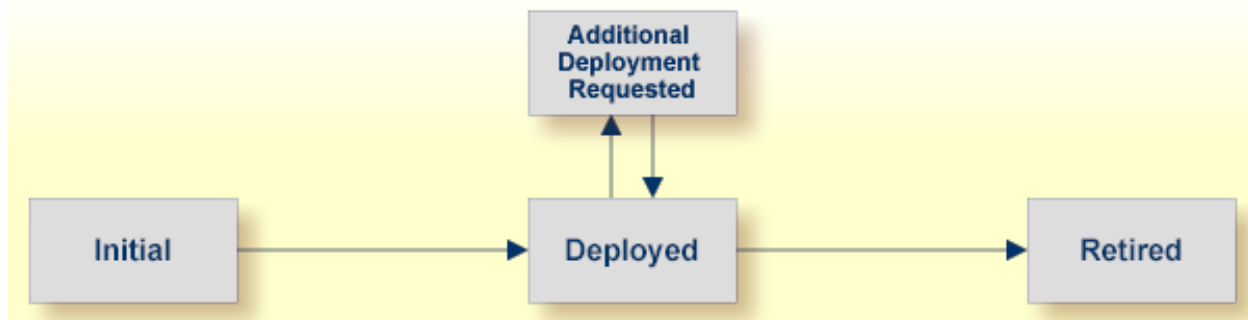 Additional
Deployment
Requested
Initial
Deployed
Retired